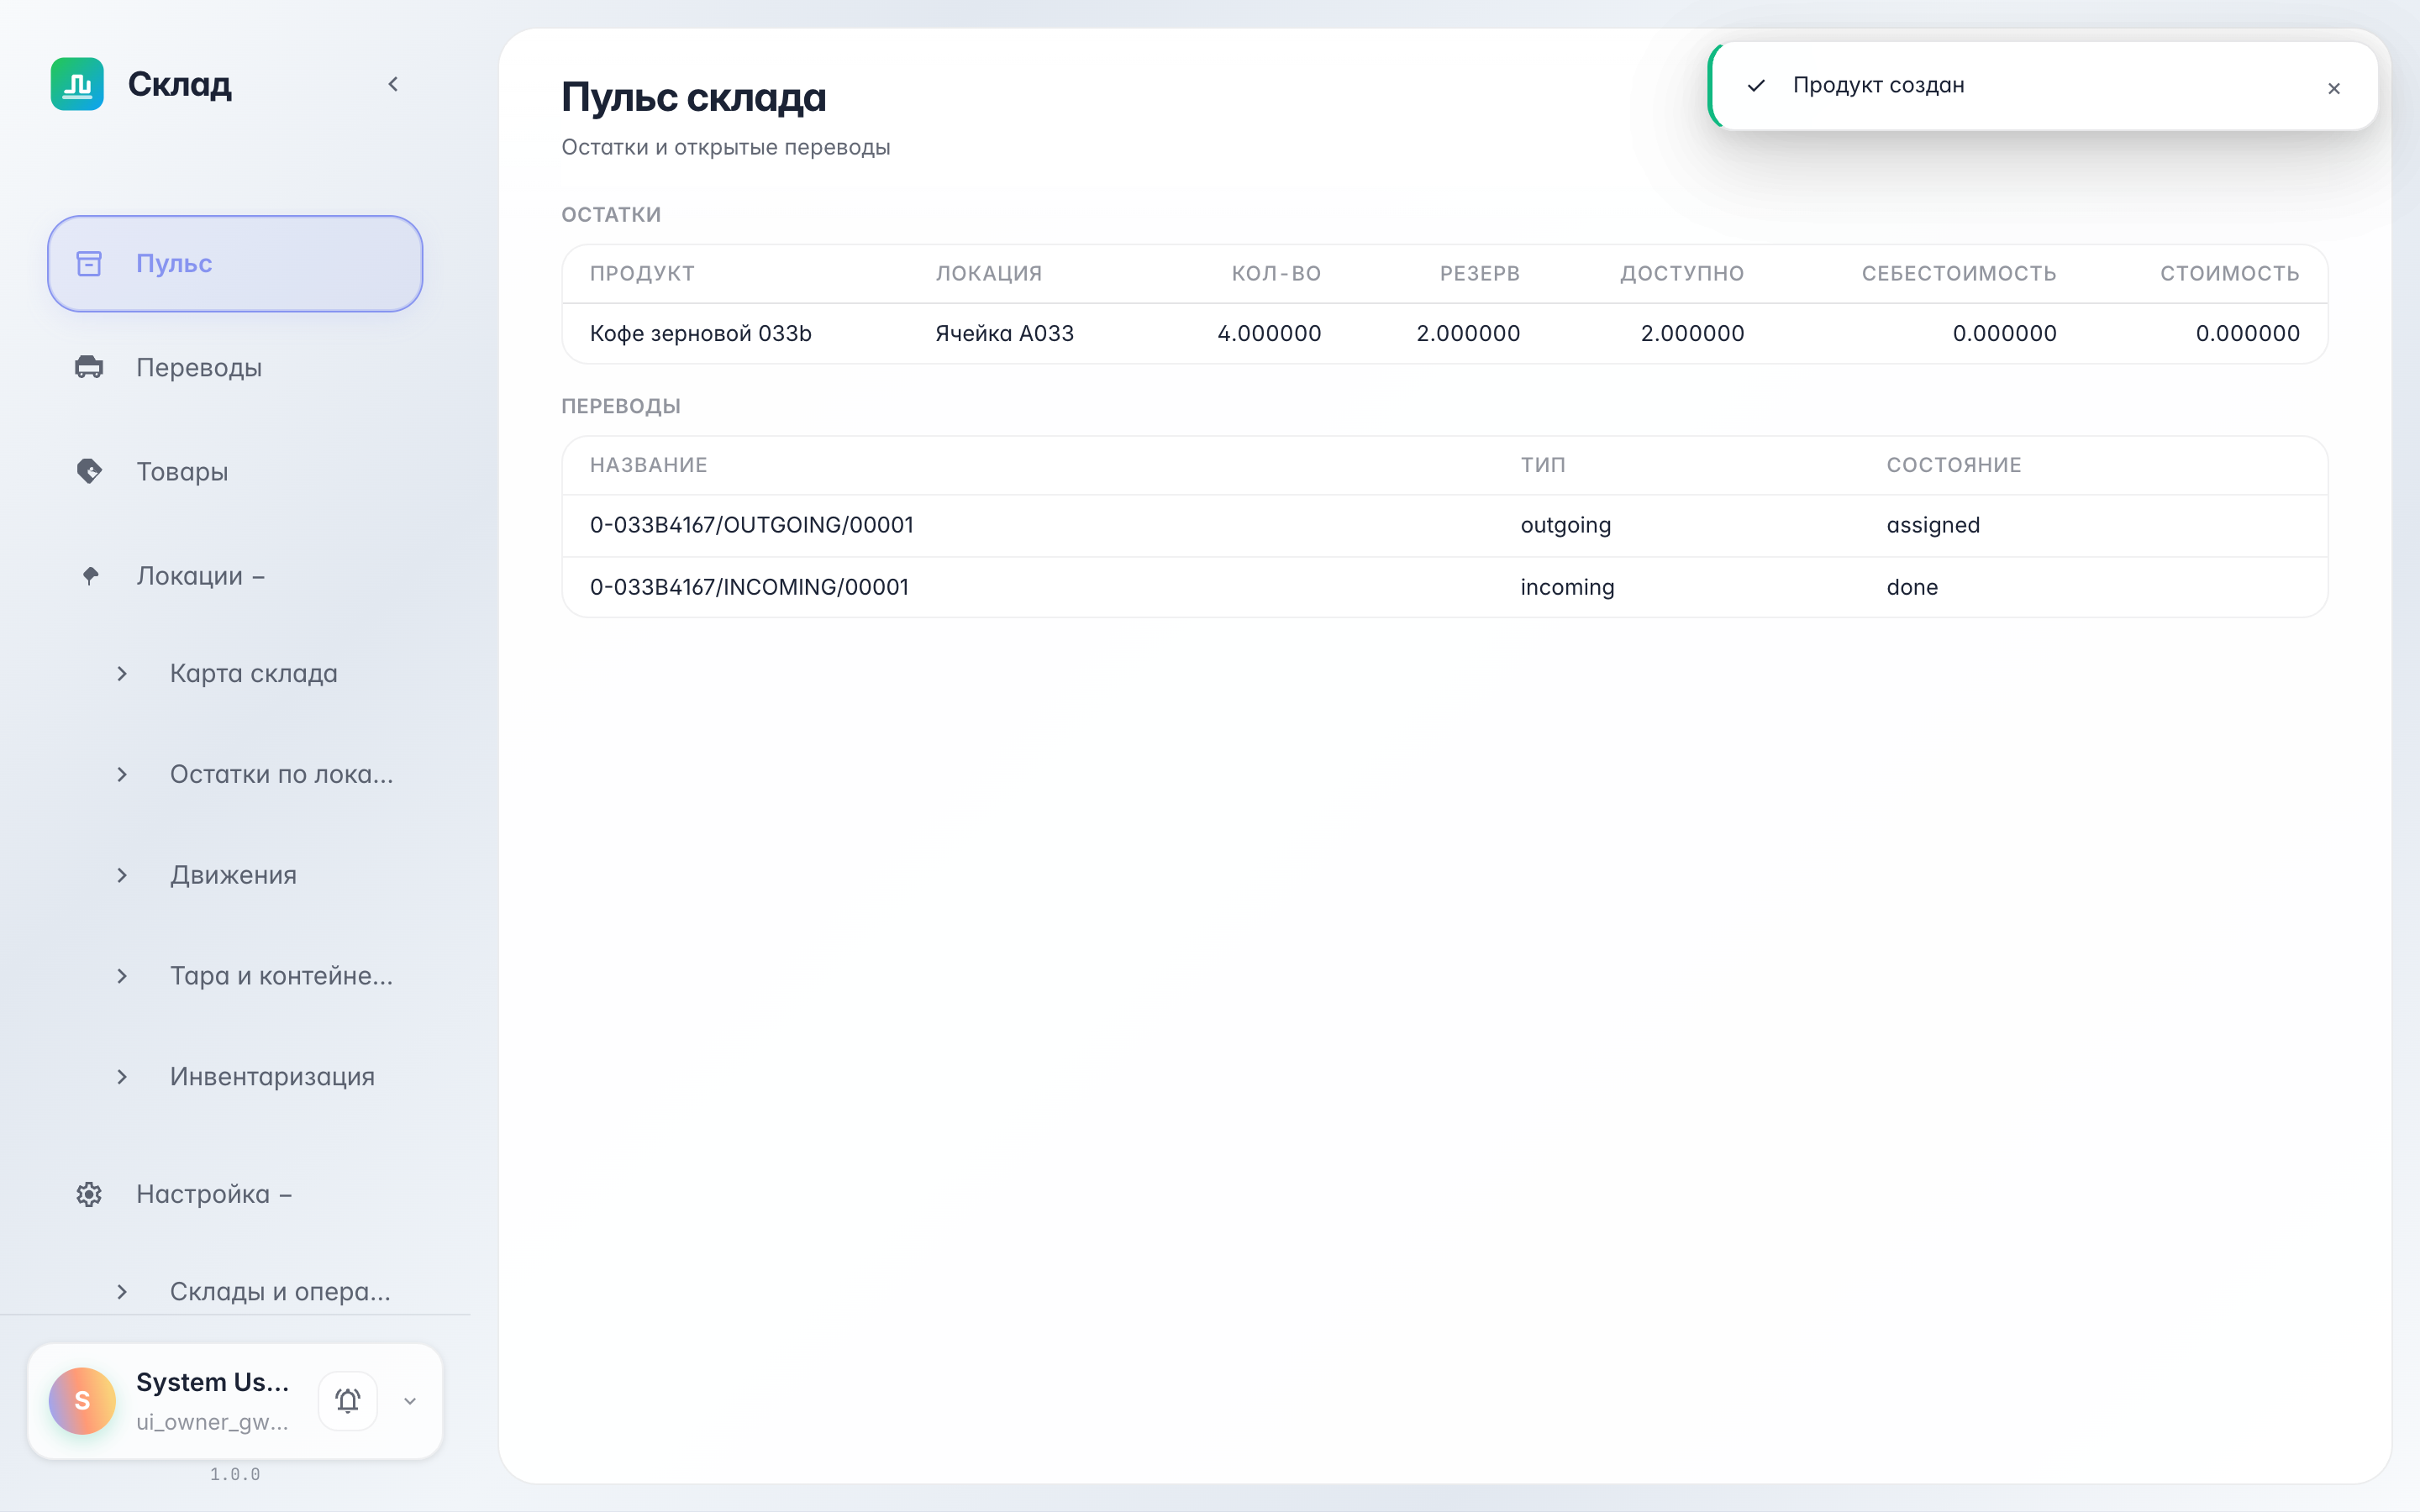 Склад
Пульс
Переводы
Товары
Локации –
Карта склада
Остатки по лока...
Движения
Тара и контейне...
Инвентаризация
Настройка –
Склады и опера...
S
System Us...
ui_owner_gw...
1.0.0
Пульс склада
Остатки и открытые переводы
Продукт создан
ОСТАТКИ
ПРОДУКТ ЛОКАЦИЯ КОЛ-ВО РЕЗЕРВ ДОСТУПНО СЕБЕСТОИМОСТЬ СТОИМОСТЬ
Кофе зерновой 033b Ячейка A033 4.000000 2.000000 2.000000 0.000000 0.000000
ПЕРЕВОДЫ
НАЗВАНИЕ ТИП СОСТОЯНИЕ
0-033B4167/OUTGOING/00001 outgoing assigned
0-033B4167/INCOMING/00001 incoming done